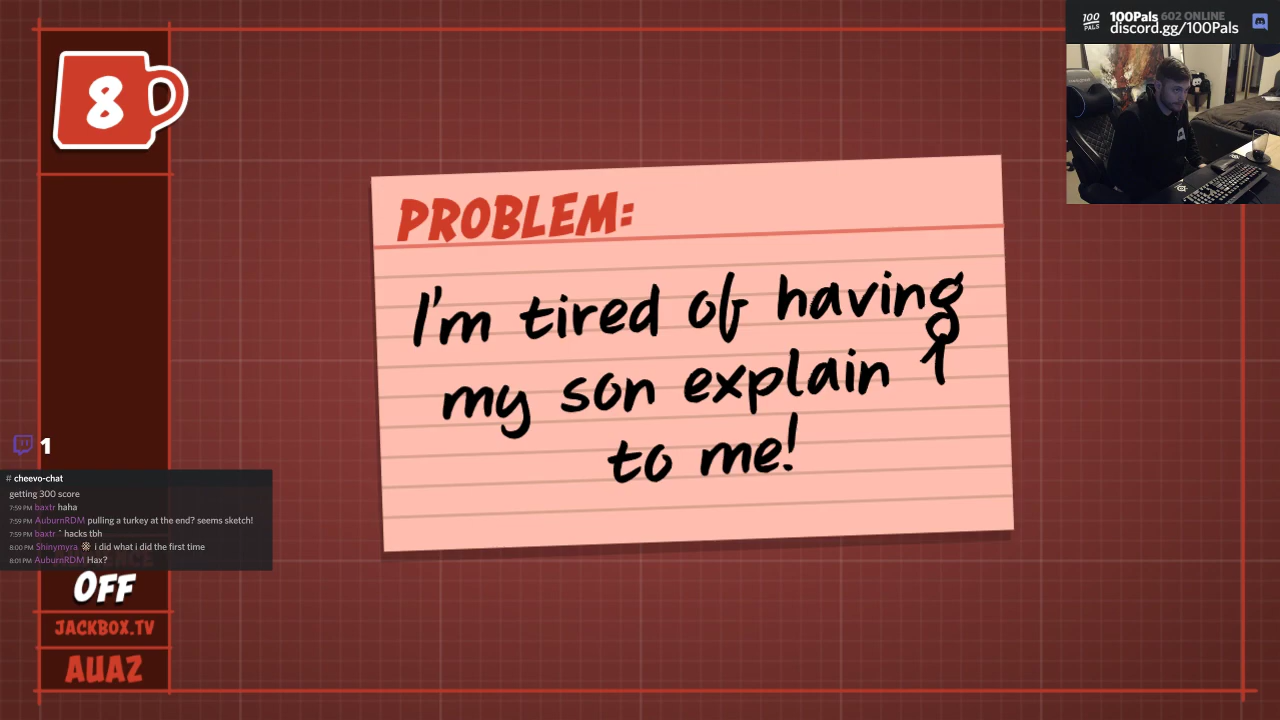 8
100 PALS
100Pals 602 ONLINE
discord.gg/100Pals
PROBLEM:
I'm tired of having
my son explain
to me!
1
# cheevo-chat
getting 300 score
7:59 PM baxtr haha
7:59 PM AuburnRDM pulling a turkey at the end? seems sketch!
7:59 PM baxtr ^ hacks tbh
8:00 PM Shinymyra i did what i did the first time
8:01 PM AuburnRDM Hax?
OFF
JACKBOX.TV
AUAZ